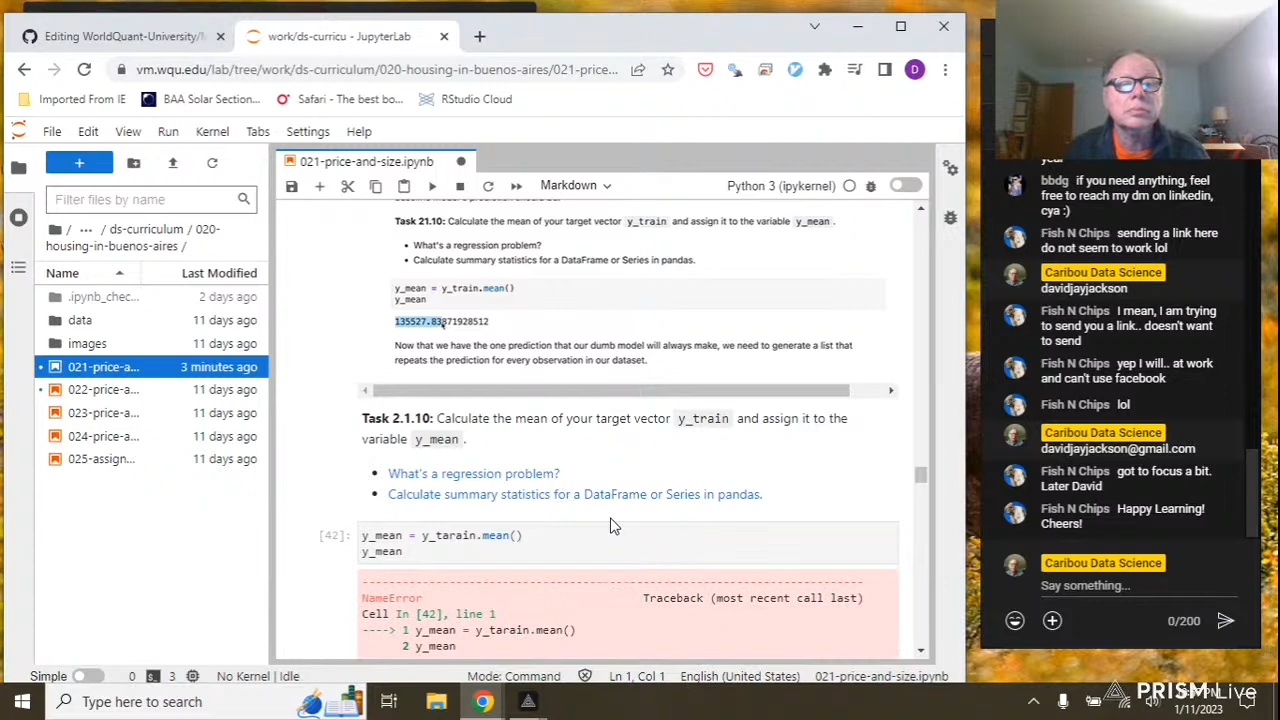 Editing WorldQuant-University/
work/ds-curricu - JupyterLab
vm.wqu.edu/lab/tree/work/ds-curriculum/020-housing-in-buenos-aires/021-price...
D
Imported From IE
BAA Solar Section...
Safari - The best bo...
RStudio Cloud
File Edit View Run Kernel Tabs Settings Help
Filter files by name
/ ... / ds-curriculum / 020-
housing-in-buenos-aires /
Name Last Modified
.ipynb_chec... 2 days ago
data 11 days ago
images 11 days ago
021-price-a... 3 minutes ago
022-price-a... 11 days ago
023-price-a... 11 days ago
024-price-a... 11 days ago
025-assign... 11 days ago
021-price-and-size.ipynb
Markdown
Python 3 (ipykernel)
Task 21.10: Calculate the mean of your target vector y_train and assign it to the variable y_mean .
• What's a regression problem?
• Calculate summary statistics for a DataFrame or Series in pandas.
y_mean = y_train.mean()
y_mean
135527.83871928512
Now that we have the one prediction that our dumb model will always make, we need to generate a list that
repeats the prediction for every observation in our dataset.
Task 2.1.10: Calculate the mean of your target vector y_train and assign it to the
variable y_mean .
• What's a regression problem?
• Calculate summary statistics for a DataFrame or Series in pandas.
[42]: y_mean = y_tarain.mean()
y_mean
NameError Traceback (most recent call last)
Cell In [42], line 1
----> 1 y_mean = y_tarain.mean()
2 y_mean
Simple 0 3 No Kernel | Idle Mode: Command Ln 1, Col 1 English (United States) 021-price-and-size.ipynb
bbdg if you need anything, feel
free to reach my dm on linkedin,
cya :)
Fish N Chips sending a link here
do not seem to work lol
Caribou Data Science
davidjayjackson
Fish N Chips I mean, I am trying
to send you a link.. doesn't want
to send
Fish N Chips yep I will.. at work
and can't use facebook
Fish N Chips lol
Caribou Data Science
davidjayjackson@gmail.com
Fish N Chips got to focus a bit.
Later David
Fish N Chips Happy Learning!
Cheers!
Caribou Data Science
Say something...
0/200
Type here to search
PRISM Live
1/11/2023